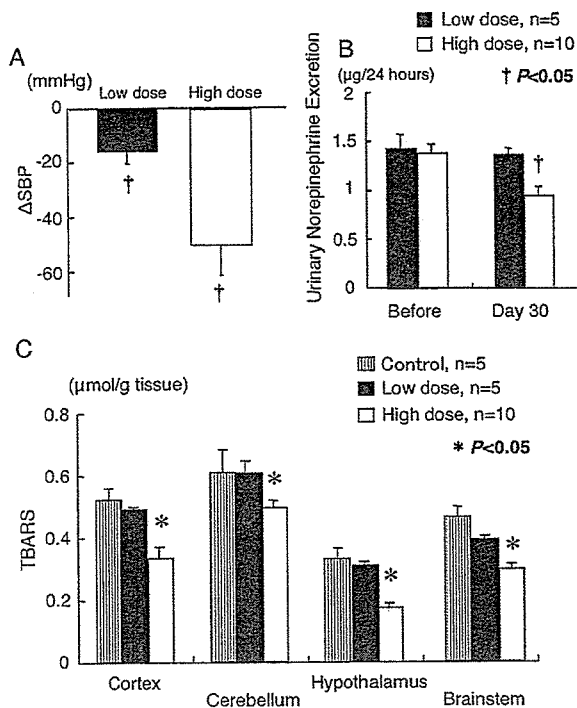 Low dose, n=5
High dose, n=10
A
B
(mmHg)
(µg/24 hours)
† P<0.05
Low dose
High dose
0
-20
-40
-60
ΔSBP
†
†
Urinary Norepinephrine Excretion
2
1.5
1
0.5
0
†
Before
Day 30
C
(µmol/g tissue)
Control, n=5
Low dose, n=5
High dose, n=10
* P<0.05
TBARS
0.8
0.6
0.4
0.2
0
*
*
*
*
Cortex
Cerebellum
Hypothalamus
Brainstem